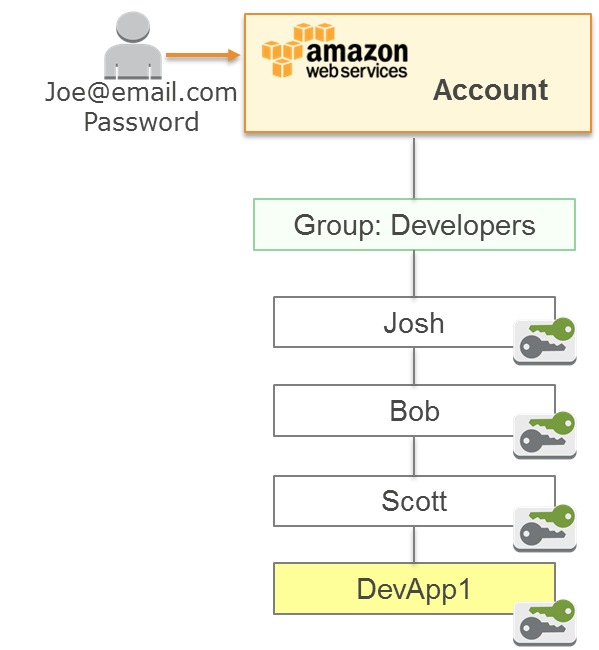 Joe@email.com
Password
amazon
webservices
Account
Group: Developers
Josh
Bob
Scott
DevApp1